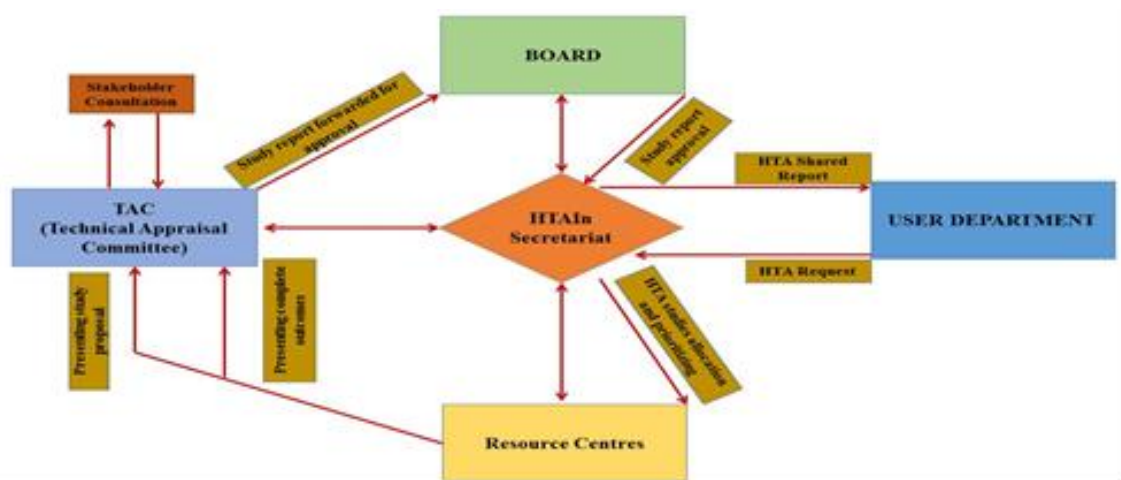 BOARD
Stakeholder
Consultation
Study report forwarded for
approval
Study report
approval
HTA Shared
Report
TAC
(Technical Appraisal
Committee)
HTAIn
Secretariat
USER DEPARTMENT
HTA Request
Presenting study
proposal
Presenting complete
outcomes
HTA studies allocation
and prioritizing
Resource Centres